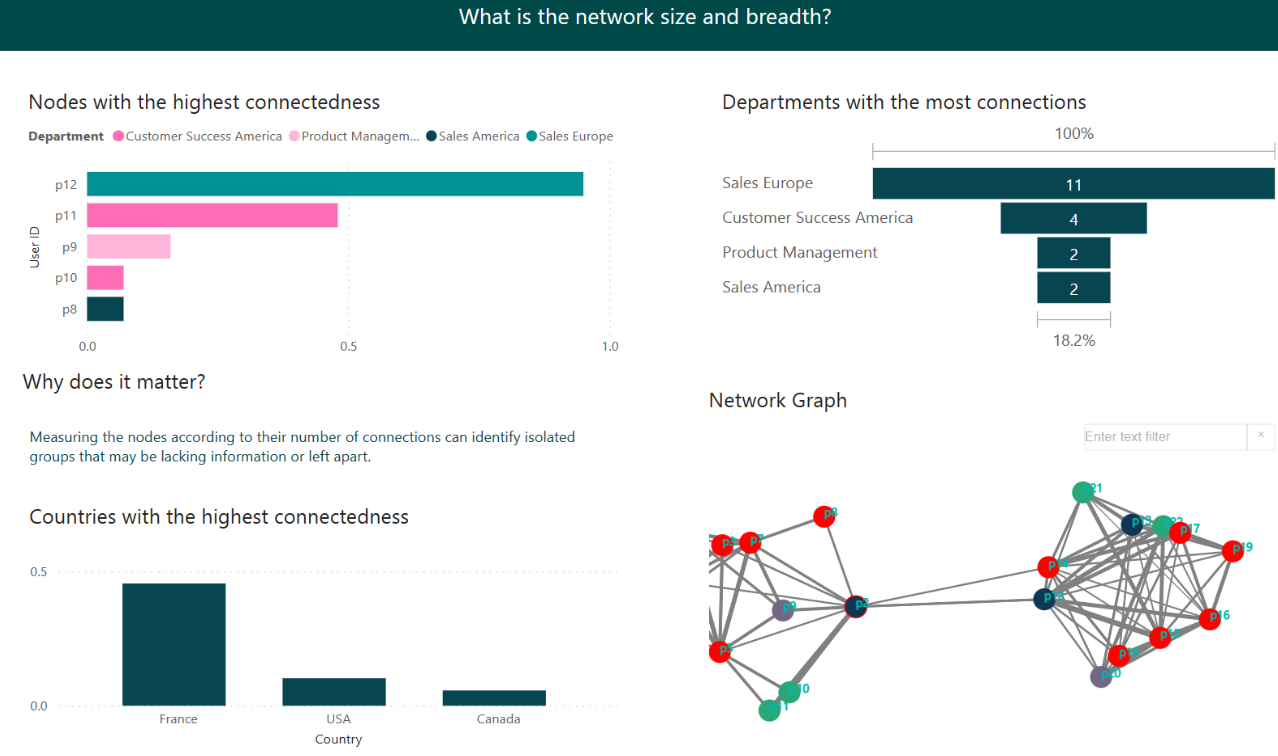 What is the network size and breadth?
Nodes with the highest connectedness
Department Customer Success America Product Managem... Sales America Sales Europe
User ID
p12
p11
p9
p10
p8
0.0 0.5 1.0
Departments with the most connections
100%
Sales Europe 11
Customer Success America 4
Product Management 2
Sales America 2
18.2%
Why does it matter?
Measuring the nodes according to their number of connections can identify isolated
groups that may be lacking information or left apart.
Countries with the highest connectedness
0.5
0.0
France USA Canada
Country
Network Graph
Enter text filter ×
p21
p17
p19
p7
p16
p20
p10